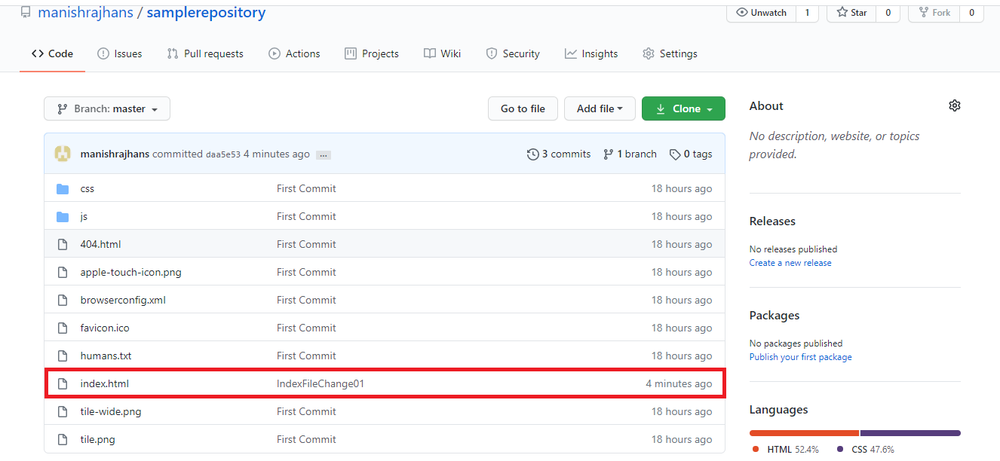 manishrajhans / samplerepository
Unwatch 1 Star 0 Fork 0
Code Issues Pull requests Actions Projects Wiki Security Insights Settings
Branch: master Go to file Add file Clone
manishrajhans committed daa5e53 4 minutes ago ... 3 commits 1 branch 0 tags
css First Commit 18 hours ago
js First Commit 18 hours ago
404.html First Commit 18 hours ago
apple-touch-icon.png First Commit 18 hours ago
browserconfig.xml First Commit 18 hours ago
favicon.ico First Commit 18 hours ago
humans.txt First Commit 18 hours ago
index.html IndexFileChange01 4 minutes ago
tile-wide.png First Commit 18 hours ago
tile.png First Commit 18 hours ago
About
No description, website, or topics
provided.
Releases
No releases published
Create a new release
Packages
No packages published
Publish your first package
Languages
HTML 52.4% CSS 47.6%